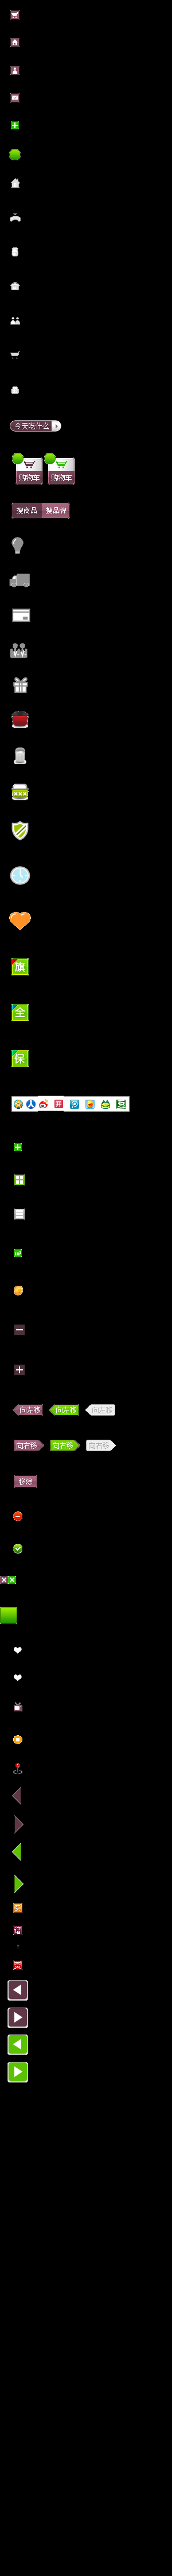 今天吃什么
购物车 购物车
搜商品 搜品牌
旗
全
保
向左移 向左移 向左移
向右移 向右移 向右移
移除